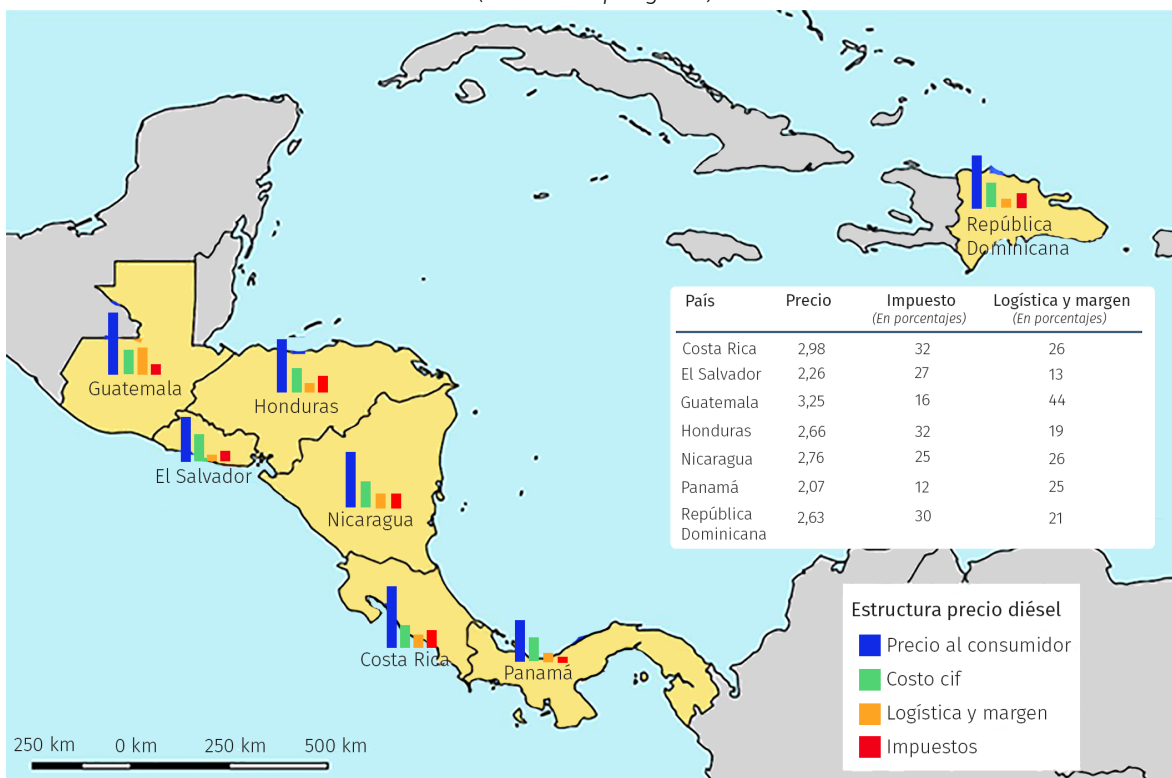 República
Dominicana
País Precio Impuesto Logística y margen
(En porcentajes) (En porcentajes)
Costa Rica 2,98 32 26
El Salvador 2,26 27 13
Guatemala 3,25 16 44
Honduras 2,66 32 19
Nicaragua 2,76 25 26
Panamá 2,07 12 25
República
Dominicana 2,63 30 21
Guatemala
Honduras
El Salvador
Nicaragua
Costa Rica
Panamá
Estructura precio diésel
Precio al consumidor
Costo cif
Logística y margen
Impuestos
250 km 0 km 250 km 500 km